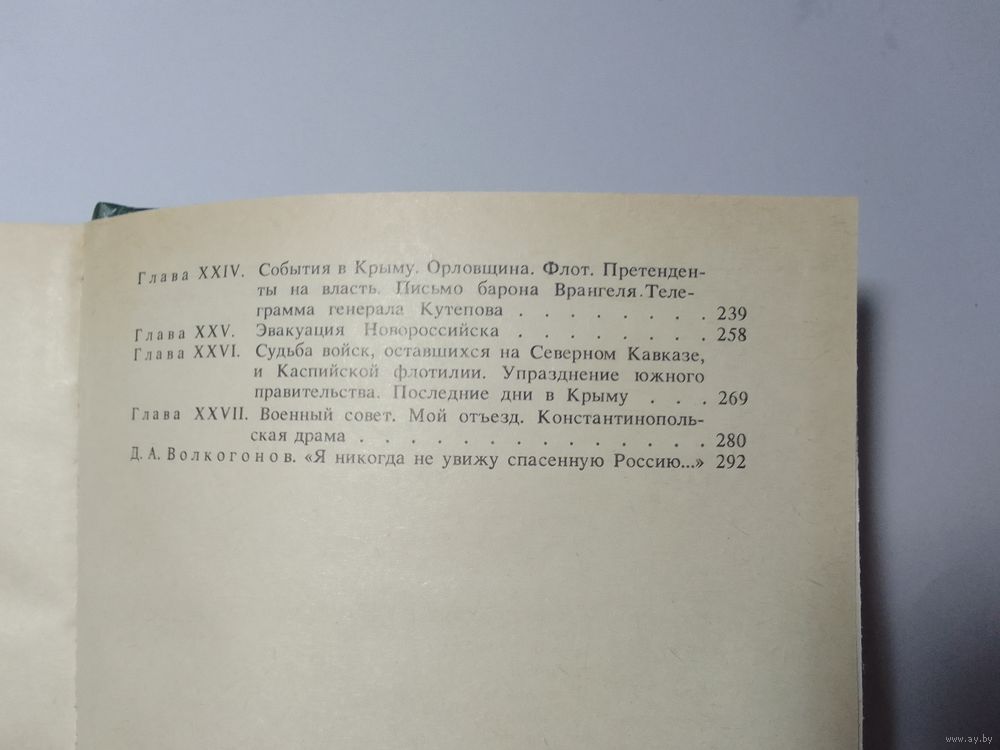 Глава XXIV. События в Крыму. Орловщина. Флот. Претенден-
ты на власть. Письмо барона Врангеля.Теле-
грамма генерала Кутепова . . . . . . . . 239
Глава XXV. Эвакуация Новороссийска . . . . . . . . 258
Глава XXVI. Судьба войск, оставшихся на Северном Кавказе,
и Каспийской флотилии. Упразднение южного
правительства. Последние дни в Крыму . . . 269
Глава XXVII. Военный совет. Мой отъезд. Константинополь-
ская драма . . . . . . . . . . . . . . . 280
Д. А. Волкогонов. «Я никогда не увижу спасенную Россию...» 292
www.ay.by